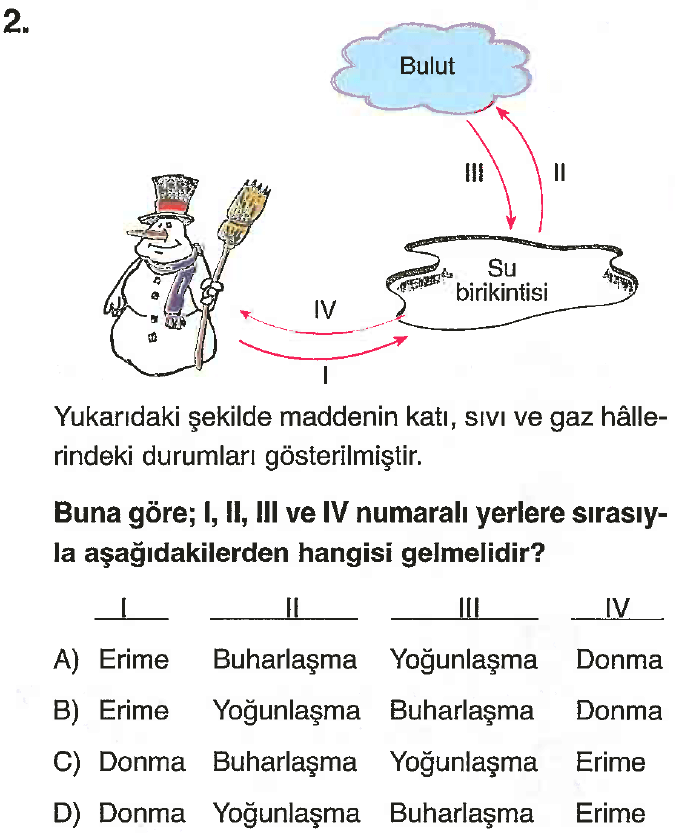 2.
Bulut
III
II
Su
birikintisi
IV
I
Yukarıdaki şekilde maddenin katı, sıvı ve gaz hâlle-
rindeki durumları gösterilmiştir.
Buna göre; I, II, III ve IV numaralı yerlere sırasıy-
la aşağıdakilerden hangisi gelmelidir?
I II III IV
A) Erime Buharlaşma Yoğunlaşma Donma
B) Erime Yoğunlaşma Buharlaşma Donma
C) Donma Buharlaşma Yoğunlaşma Erime
D) Donma Yoğunlaşma Buharlaşma Erime